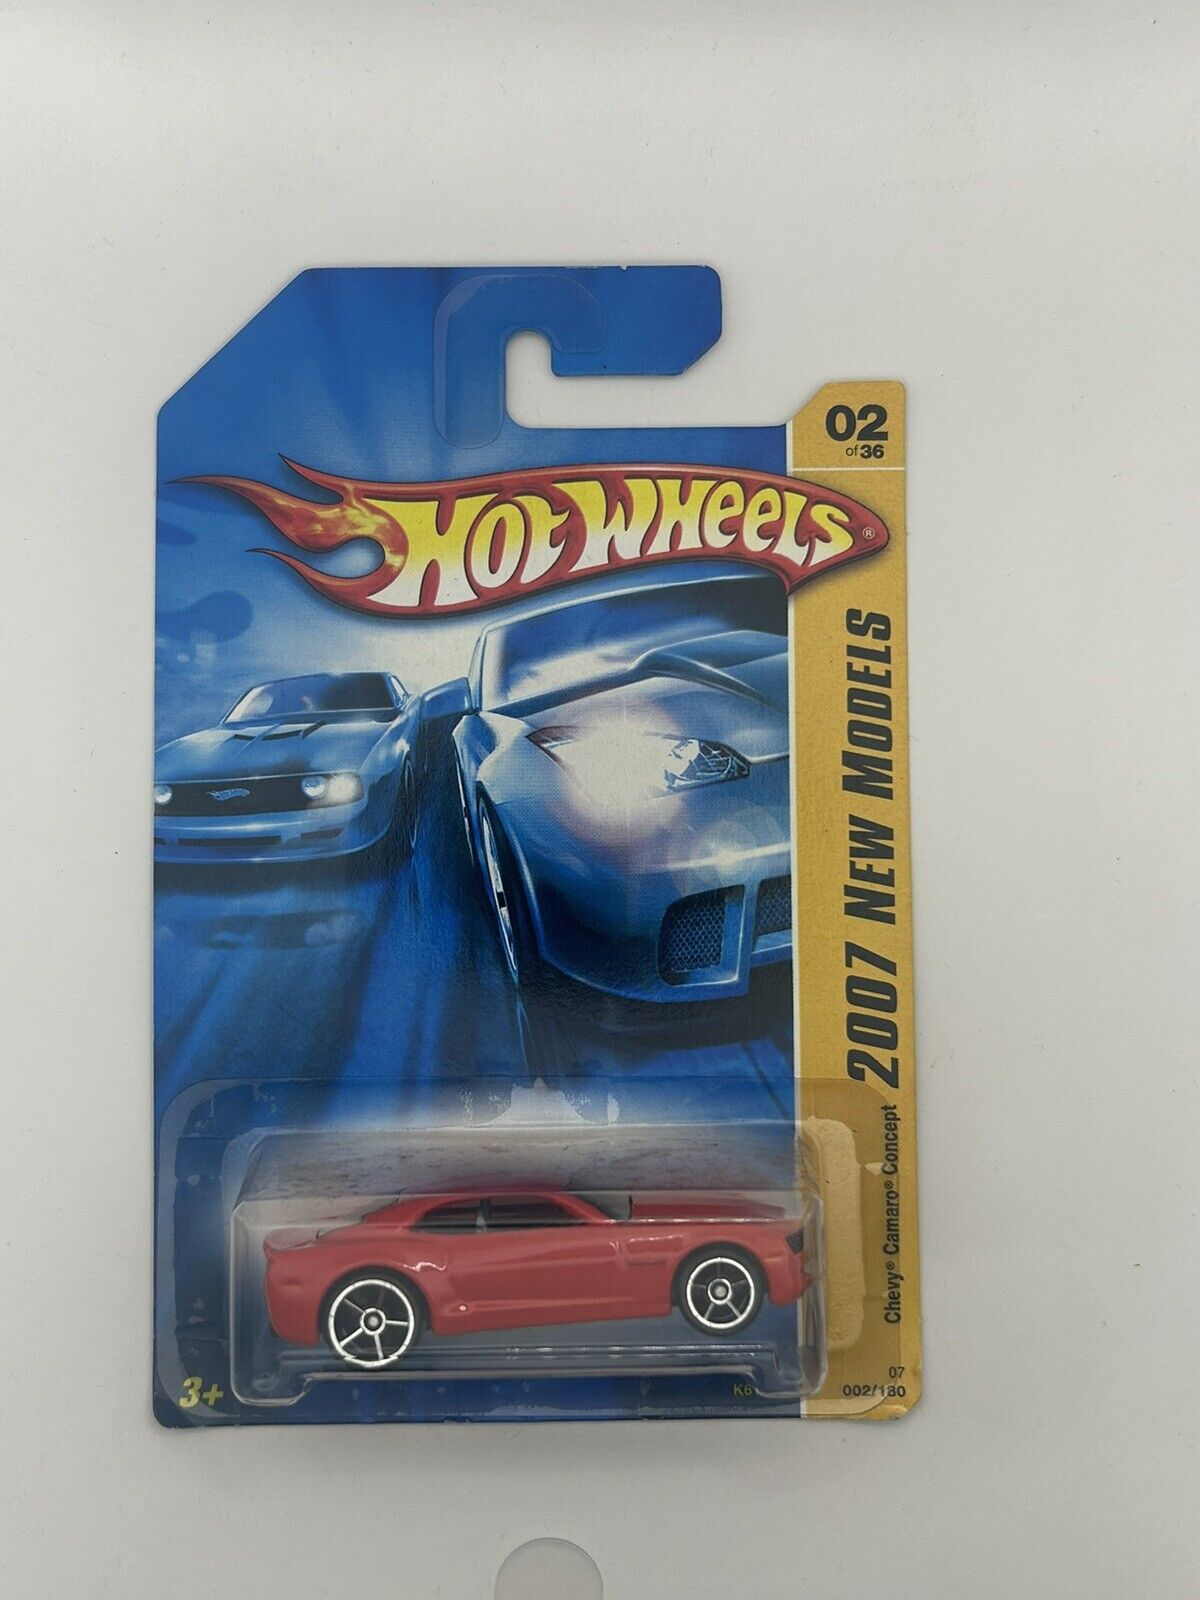 02
of 36
HOT WHEELS®
2007 NEW MODELS
Chevy® Camaro® Concept
3+
07
002/180